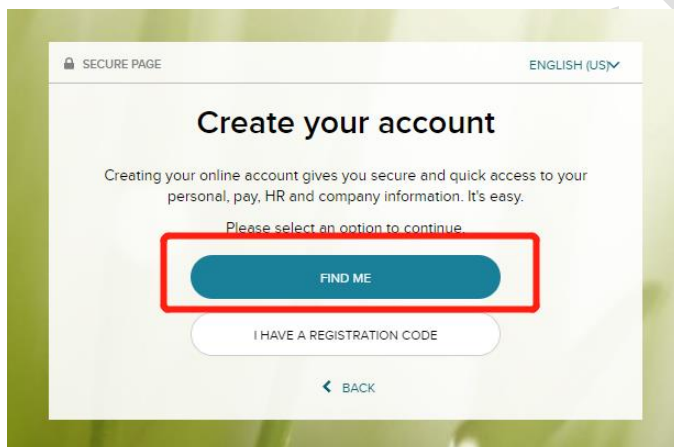 SECURE PAGE
ENGLISH (US)
Create your account
Creating your online account gives you secure and quick access to your
personal, pay, HR and company information. It's easy.
Please select an option to continue.
FIND ME
I HAVE A REGISTRATION CODE
BACK